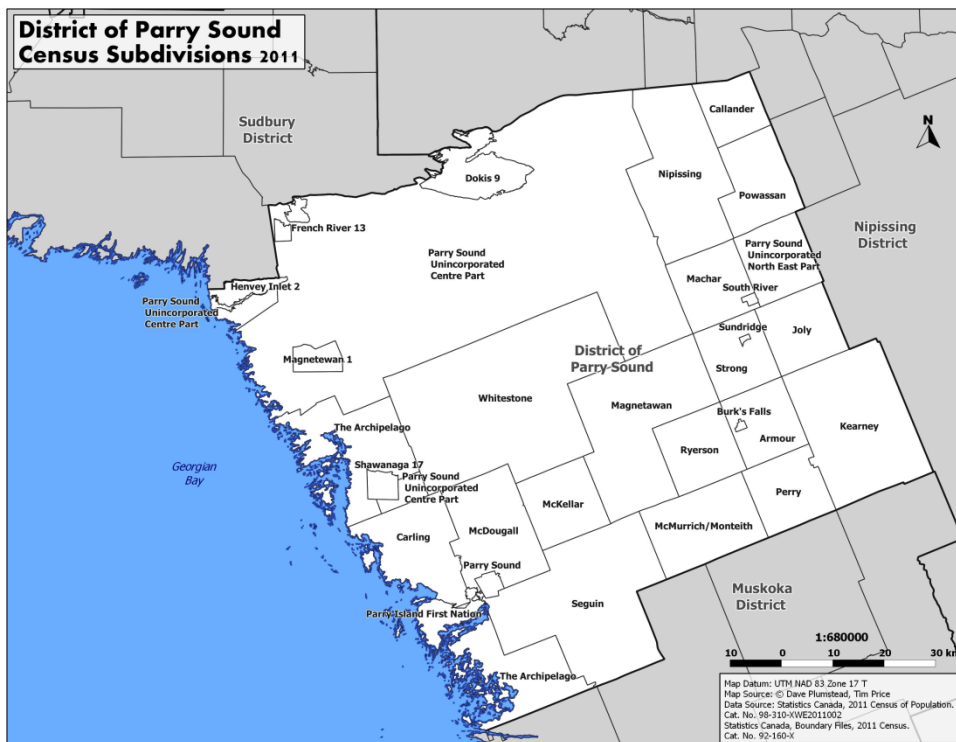 District of Parry Sound
Census Subdivisions 2011
Sudbury
District
Callander
N
Dokis 9
Nipissing
Powassan
French River 13
Nipissing
District
Parry Sound
Unincorporated
Centre Part
Parry Sound
Unincorporated
North East Part
Machar
South River
Henvey Inlet 2
Parry Sound
Unincorporated
Centre Part
Sundridge
Joly
Magnetewan 1
District of
Parry Sound
Strong
Whitestone
Magnetawan
Burk's Falls
Kearney
The Archipelago
Armour
Ryerson
Georgian
Bay
Shawanaga 17
Parry Sound
Unincorporated
Centre Part
Perry
McKellar
McMurrich/Monteith
McDougall
Carling
Parry Sound
Muskoka
District
Seguin
Parry Island First Nation
The Archipelago
1:680000
10 0 10 20 30 km
Map Datum: UTM NAD 83 Zone 17 T
Map Source: © Dave Plumstead, Tim Price
Data Source: Statistics Canada, 2011 Census of Population.
Cat. No. 98-310-XWE2011002
Statistics Canada, Boundary Files, 2011 Census.
Cat. No. 92-160-X